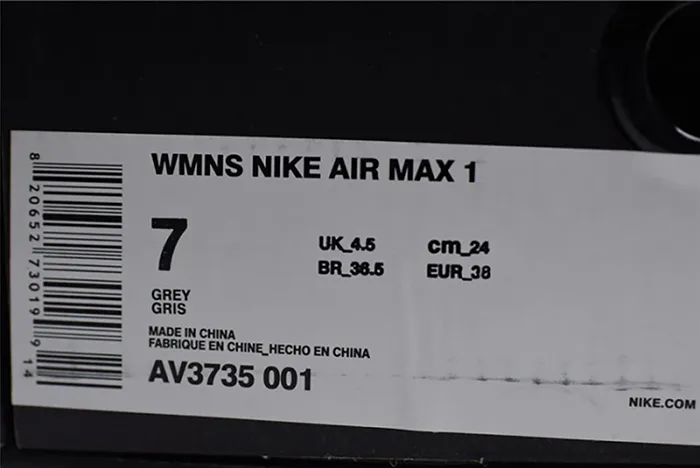 WMNS NIKE AIR MAX 1
7
UK_4.5
cm_24
BR_36.5
EUR_38
GREY
GRIS
MADE IN CHINA
FABRIQUE EN CHINE_HECHO EN CHINA
AV3735 001
NIKE.COM
8 20652 73019 9 14